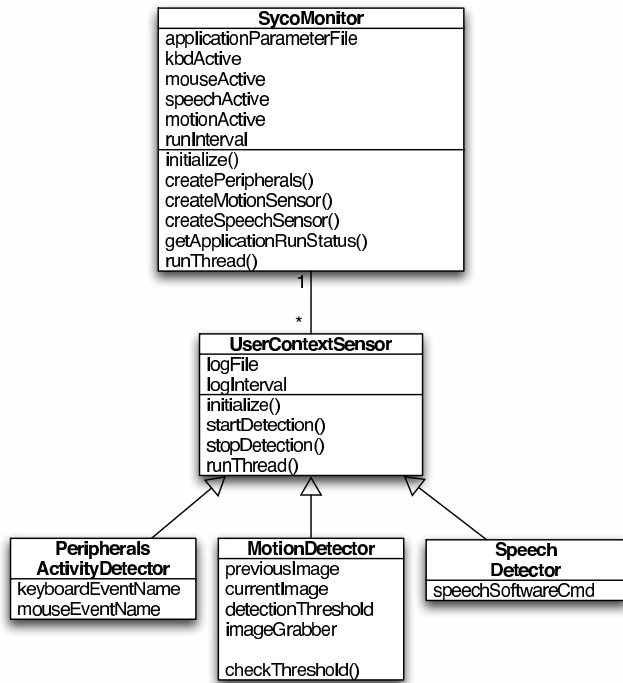 SycoMonitor
applicationParameterFile
kbdActive
mouseActive
speechActive
motionActive
runInterval
initialize()
createPeripherals()
createMotionSensor()
createSpeechSensor()
getApplicationRunStatus()
runThread()
1
*
UserContextSensor
logFile
logInterval
initialize()
startDetection()
stopDetection()
runThread()
Peripherals
ActivityDetector
keyboardEventName
mouseEventName
MotionDetector
previousImage
currentImage
detectionThreshold
imageGrabber
checkThreshold()
Speech
Detector
speechSoftwareCmd